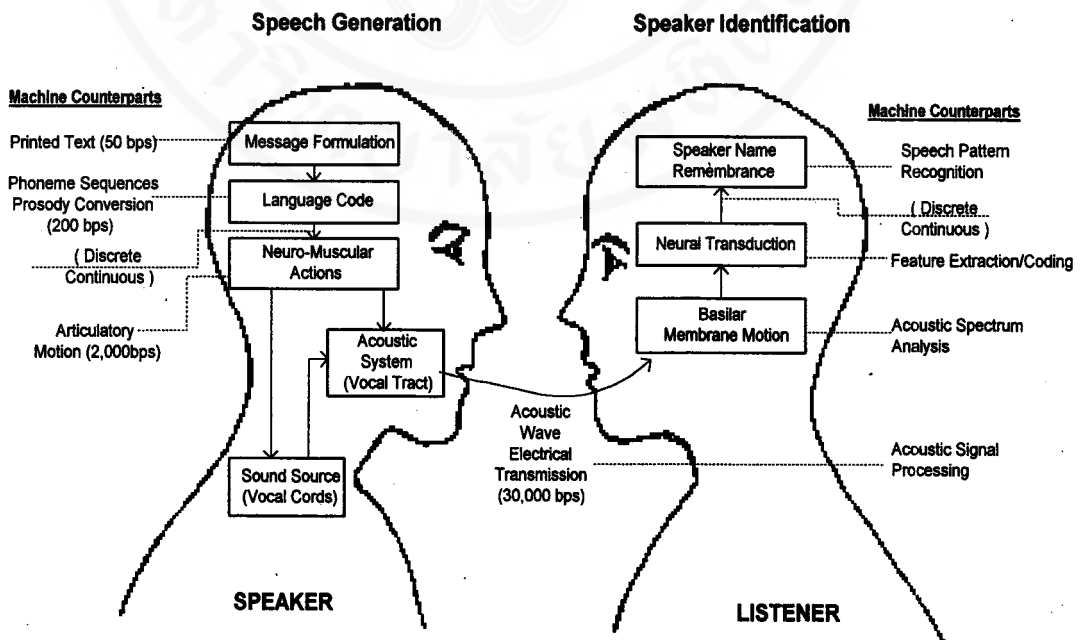 Speech Generation
Speaker Identification
Machine Counterparts
Printed Text (50 bps)
Phoneme Sequences
Prosody Conversion
(200 bps)
( Discrete
Continuous )
Articulatory
Motion (2,000bps)
Message Formulation
Language Code
Neuro-Muscular
Actions
Acoustic
System
(Vocal Tract)
Sound Source
(Vocal Cords)
SPEAKER
Acoustic
Wave
Electrical
Transmission
(30,000 bps)
Speaker Name
Remembrance
Neural Transduction
Basilar
Membrane Motion
LISTENER
Machine Counterparts
Speech Pattern
Recognition
( Discrete
Continuous )
Feature Extraction/Coding
Acoustic Spectrum
Analysis
Acoustic Signal
Processing